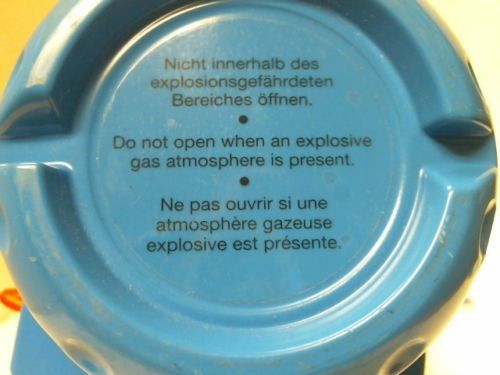 Nicht innerhalb des
explosionsgefährdeten
Bereiches öffnen.
•
Do not open when an explosive
gas atmosphere is present.
•
Ne pas ouvrir si une
atmosphère gazeuse
explosive est présente.